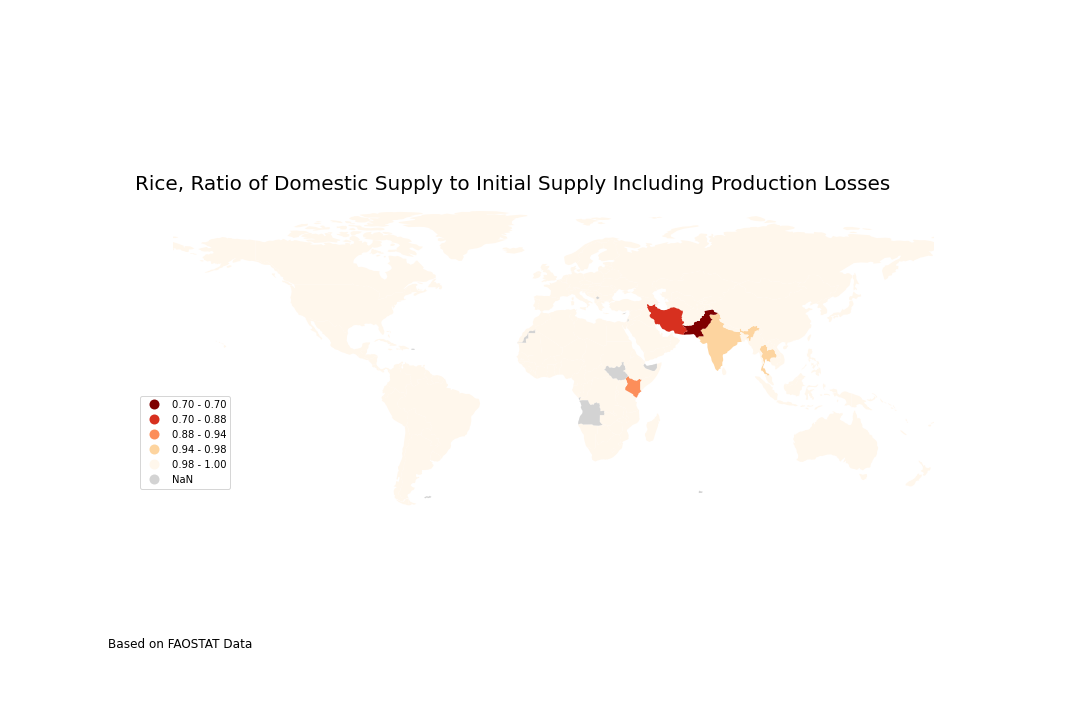 Rice, Ratio of Domestic Supply to Initial Supply Including Production Losses
0.70 - 0.70
0.70 - 0.88
0.88 - 0.94
0.94 - 0.98
0.98 - 1.00
NaN
Based on FAOSTAT Data